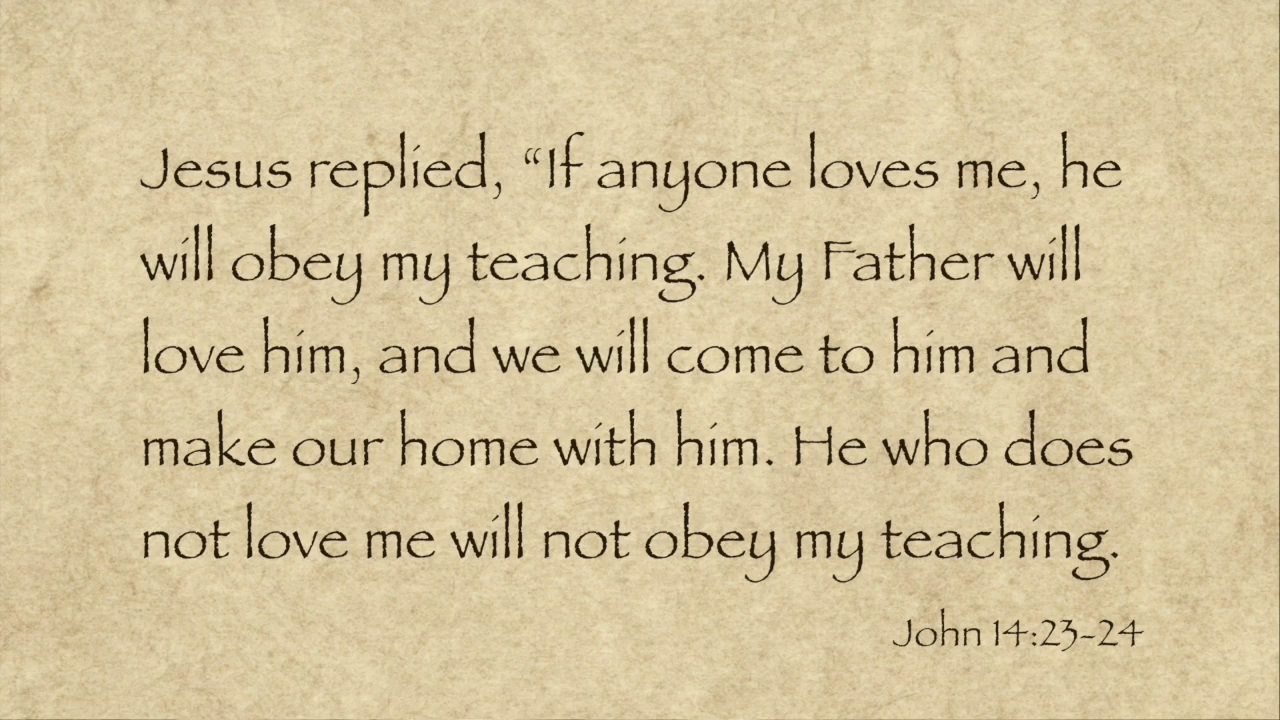 Jesus replied, “If anyone loves me, he
will obey my teaching. My Father will
love him, and we will come to him and
make our home with him. He who does
not love me will not obey my teaching.
John 14:23-24